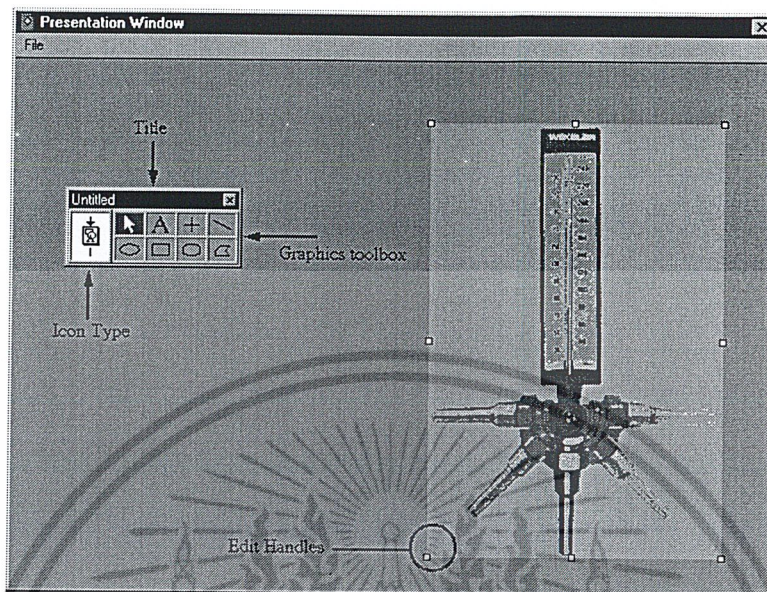 Presentation Window
File
Title
Untitled
A
Graphics toolbox
Icon Type
WEKSLER
Edit Handles